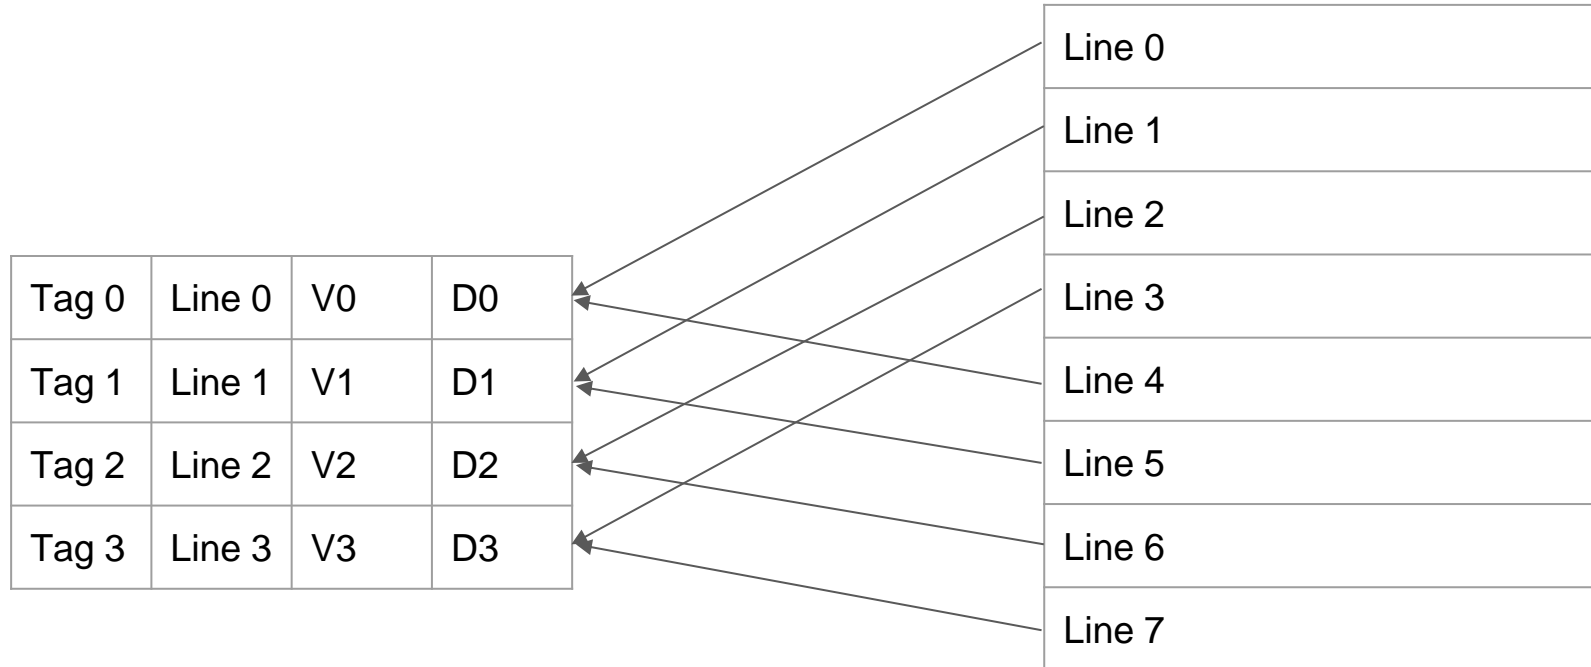 Tag 0 Line 0 V0 D0
Tag 1 Line 1 V1 D1
Tag 2 Line 2 V2 D2
Tag 3 Line 3 V3 D3
Line 0
Line 1
Line 2
Line 3
Line 4
Line 5
Line 6
Line 7